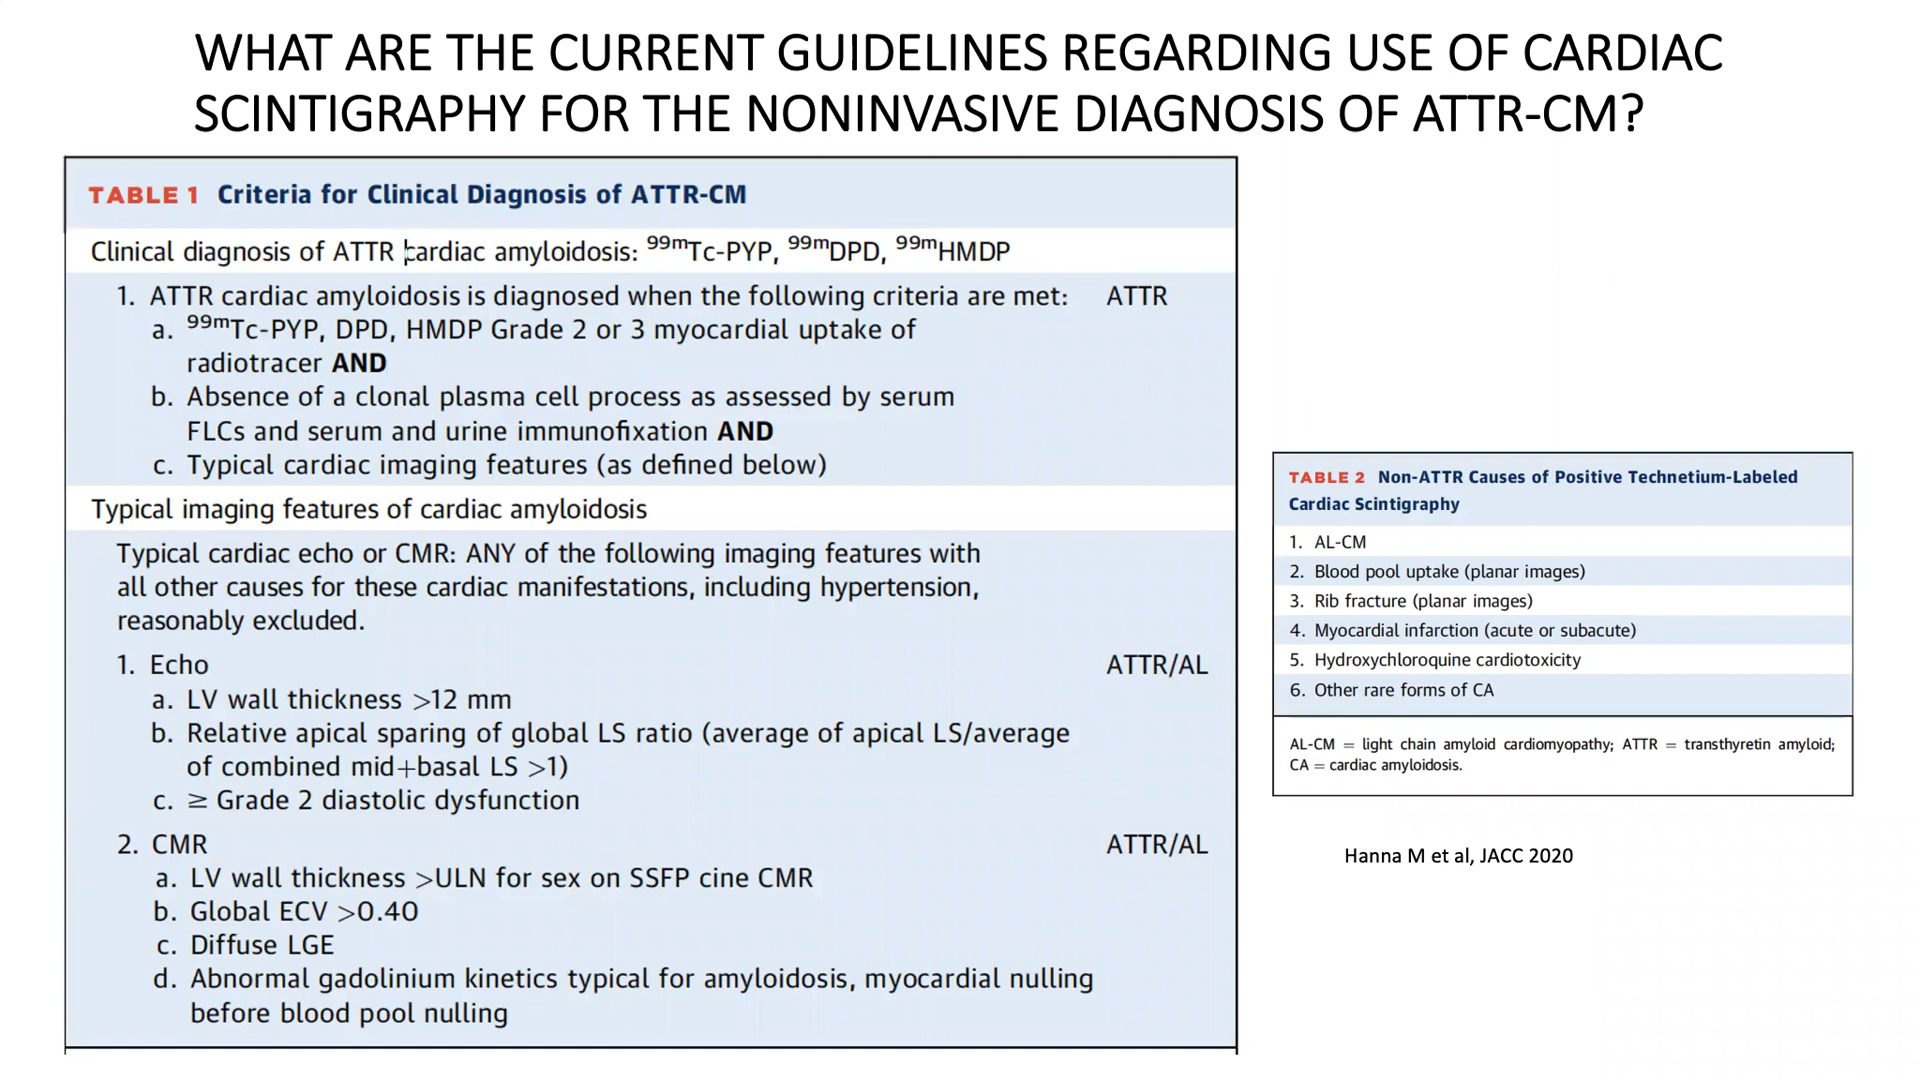 WHAT ARE THE CURRENT GUIDELINES REGARDING USE OF CARDIAC
SCINTIGRAPHY FOR THE NONINVASIVE DIAGNOSIS OF ATTR-CM?
TABLE 1 Criteria for Clinical Diagnosis of ATTR-CM
Clinical diagnosis of ATTR cardiac amyloidosis: ⁹⁹ᵐTc-PYP, ⁹⁹ᵐDPD, ⁹⁹ᵐHMDP
1. ATTR cardiac amyloidosis is diagnosed when the following criteria are met: ATTR
a. ⁹⁹ᵐTc-PYP, DPD, HMDP Grade 2 or 3 myocardial uptake of
radiotracer AND
b. Absence of a clonal plasma cell process as assessed by serum
FLCs and serum and urine immunofixation AND
c. Typical cardiac imaging features (as defined below)
Typical imaging features of cardiac amyloidosis
Typical cardiac echo or CMR: ANY of the following imaging features with
all other causes for these cardiac manifestations, including hypertension,
reasonably excluded.
1. Echo ATTR/AL
a. LV wall thickness >12 mm
b. Relative apical sparing of global LS ratio (average of apical LS/average
of combined mid+basal LS >1)
c. ≥ Grade 2 diastolic dysfunction
2. CMR ATTR/AL
a. LV wall thickness >ULN for sex on SSFP cine CMR
b. Global ECV >0.40
c. Diffuse LGE
d. Abnormal gadolinium kinetics typical for amyloidosis, myocardial nulling
before blood pool nulling
TABLE 2 Non-ATTR Causes of Positive Technetium-Labeled
Cardiac Scintigraphy
1. AL-CM
2. Blood pool uptake (planar images)
3. Rib fracture (planar images)
4. Myocardial infarction (acute or subacute)
5. Hydroxychloroquine cardiotoxicity
6. Other rare forms of CA
AL-CM = light chain amyloid cardiomyopathy; ATTR = transthyretin amyloid;
CA = cardiac amyloidosis.
Hanna M et al, JACC 2020